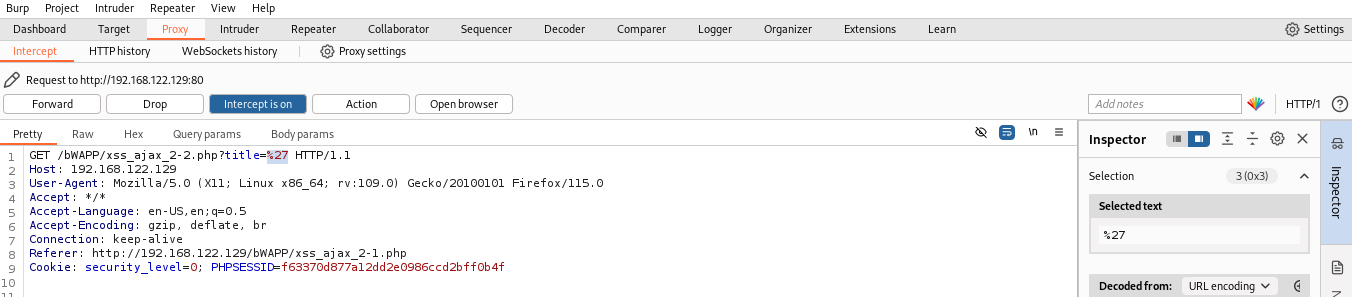 Burp Project Intruder Repeater View Help
Dashboard Target Proxy Intruder Repeater Collaborator Sequencer Decoder Comparer Logger Organizer Extensions Learn Settings
Intercept HTTP history WebSockets history Proxy settings
Request to http://192.168.122.129:80
Forward Drop Intercept is on Action Open browser Add notes HTTP/1
Pretty Raw Hex Query params Body params \n
Inspector
1 GET /bWAPP/xss_ajax_2-2.php?title=%27 HTTP/1.1
2 Host: 192.168.122.129
3 User-Agent: Mozilla/5.0 (X11; Linux x86_64; rv:109.0) Gecko/20100101 Firefox/115.0
4 Accept: */*
5 Accept-Language: en-US,en;q=0.5
6 Accept-Encoding: gzip, deflate, br
7 Connection: keep-alive
8 Referer: http://192.168.122.129/bWAPP/xss_ajax_2-1.php
9 Cookie: security_level=0; PHPSESSID=f63370d877a12dd2e0986ccd2bff0b4f
10
11
Selection 3 (0x3)
Selected text
%27
Decoded from: URL encoding
Inspector